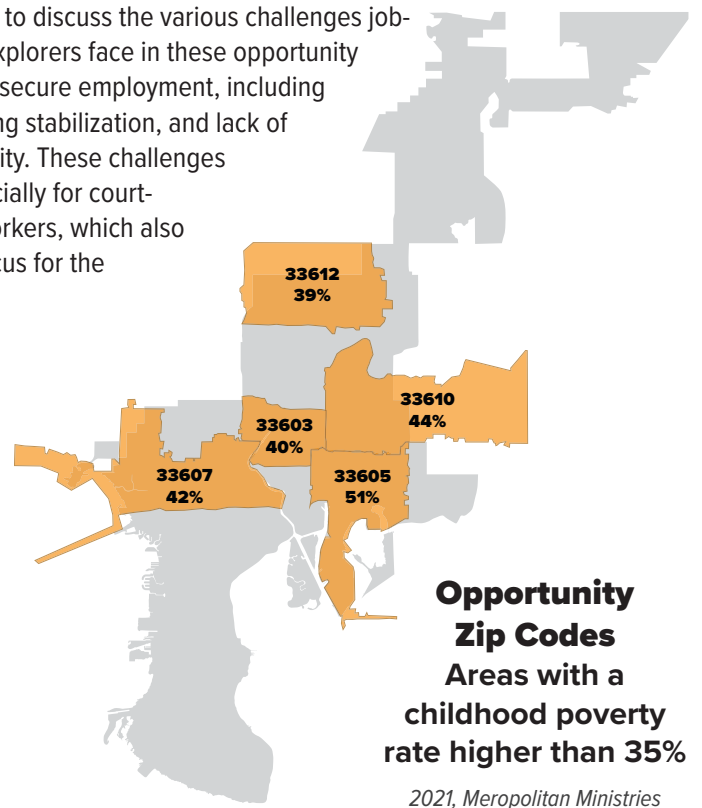 to discuss the various challenges job-
xplorers face in these opportunity
secure employment, including
ng stabilization, and lack of
ity. These challenges
cially for court-
orkers, which also
cus for the
33612
39%
33610
44%
33603
40%
33607
42%
33605
51%
Opportunity
Zip Codes
Areas with a
childhood poverty
rate higher than 35%
2021, Meropolitan Ministries